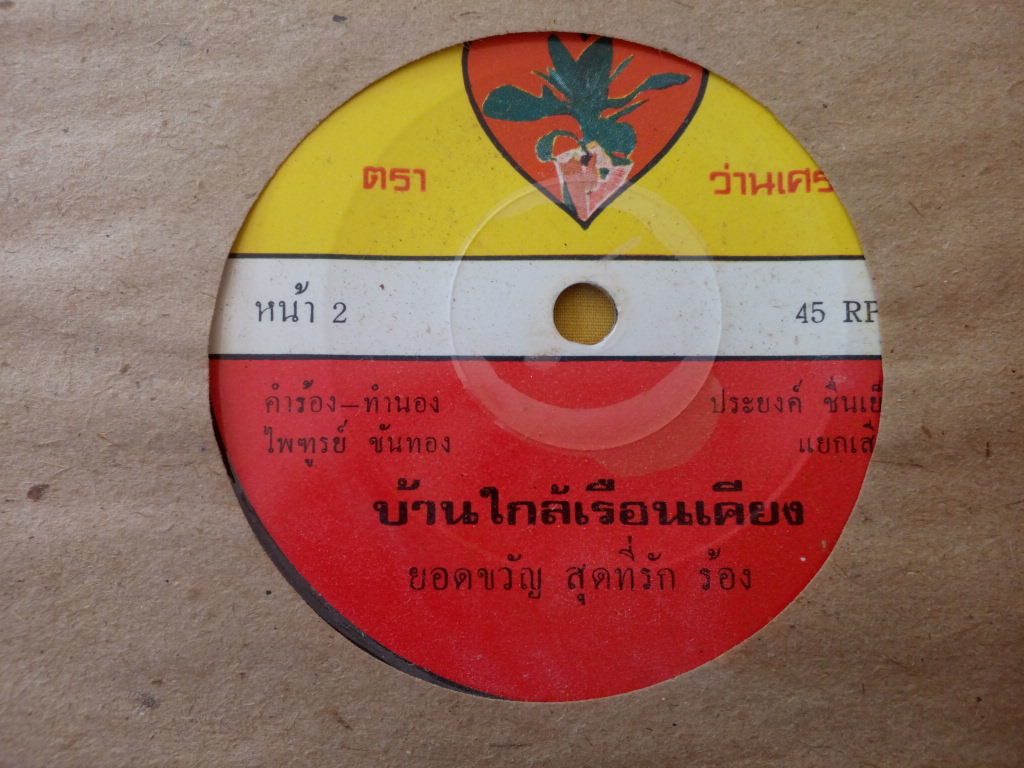 ตรา ว่านเศร
หน้า 2 45 RP
คำร้อง–ทำนอง ประยงค์ ชื่นเยี
ไพฑูรย์ ขันทอง แยกเสี
บ้านใกล้เรือนเคียง
ยอดขวัญ สุดที่รัก ร้อง